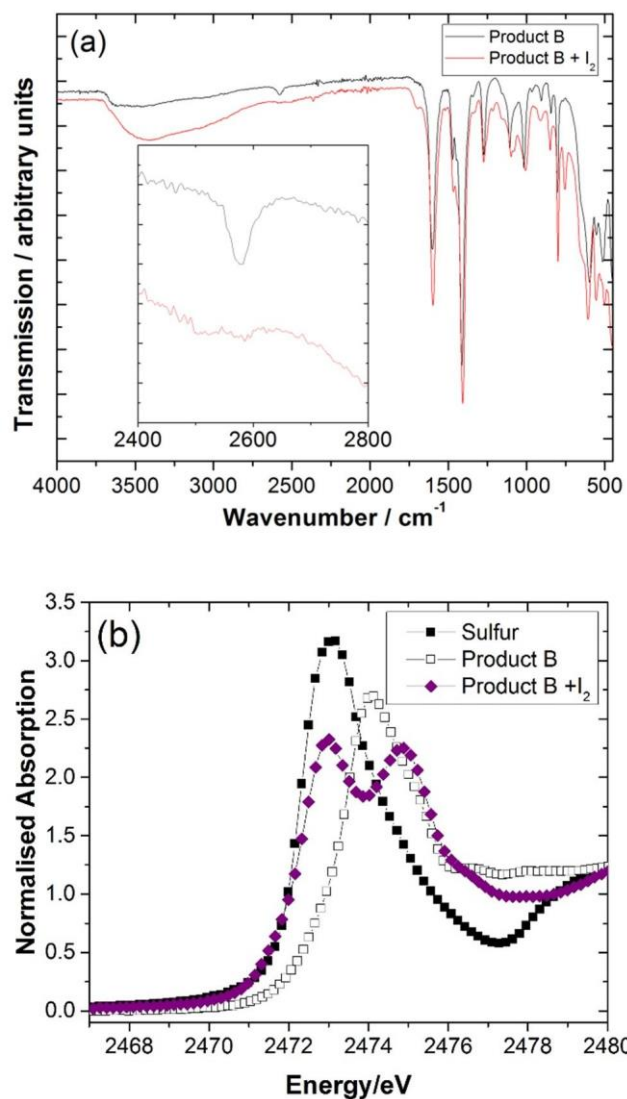 (a)
Product B
Product B + I₂
Transmission / arbitrary units
2400 2600 2800
4000 3500 3000 2500 2000 1500 1000 500
Wavenumber / cm⁻¹
(b)
Sulfur
Product B
Product B +I₂
Normalised Absorption
3.5
3.0
2.5
2.0
1.5
1.0
0.5
0.0
2468 2470 2472 2474 2476 2478 2480
Energy/eV